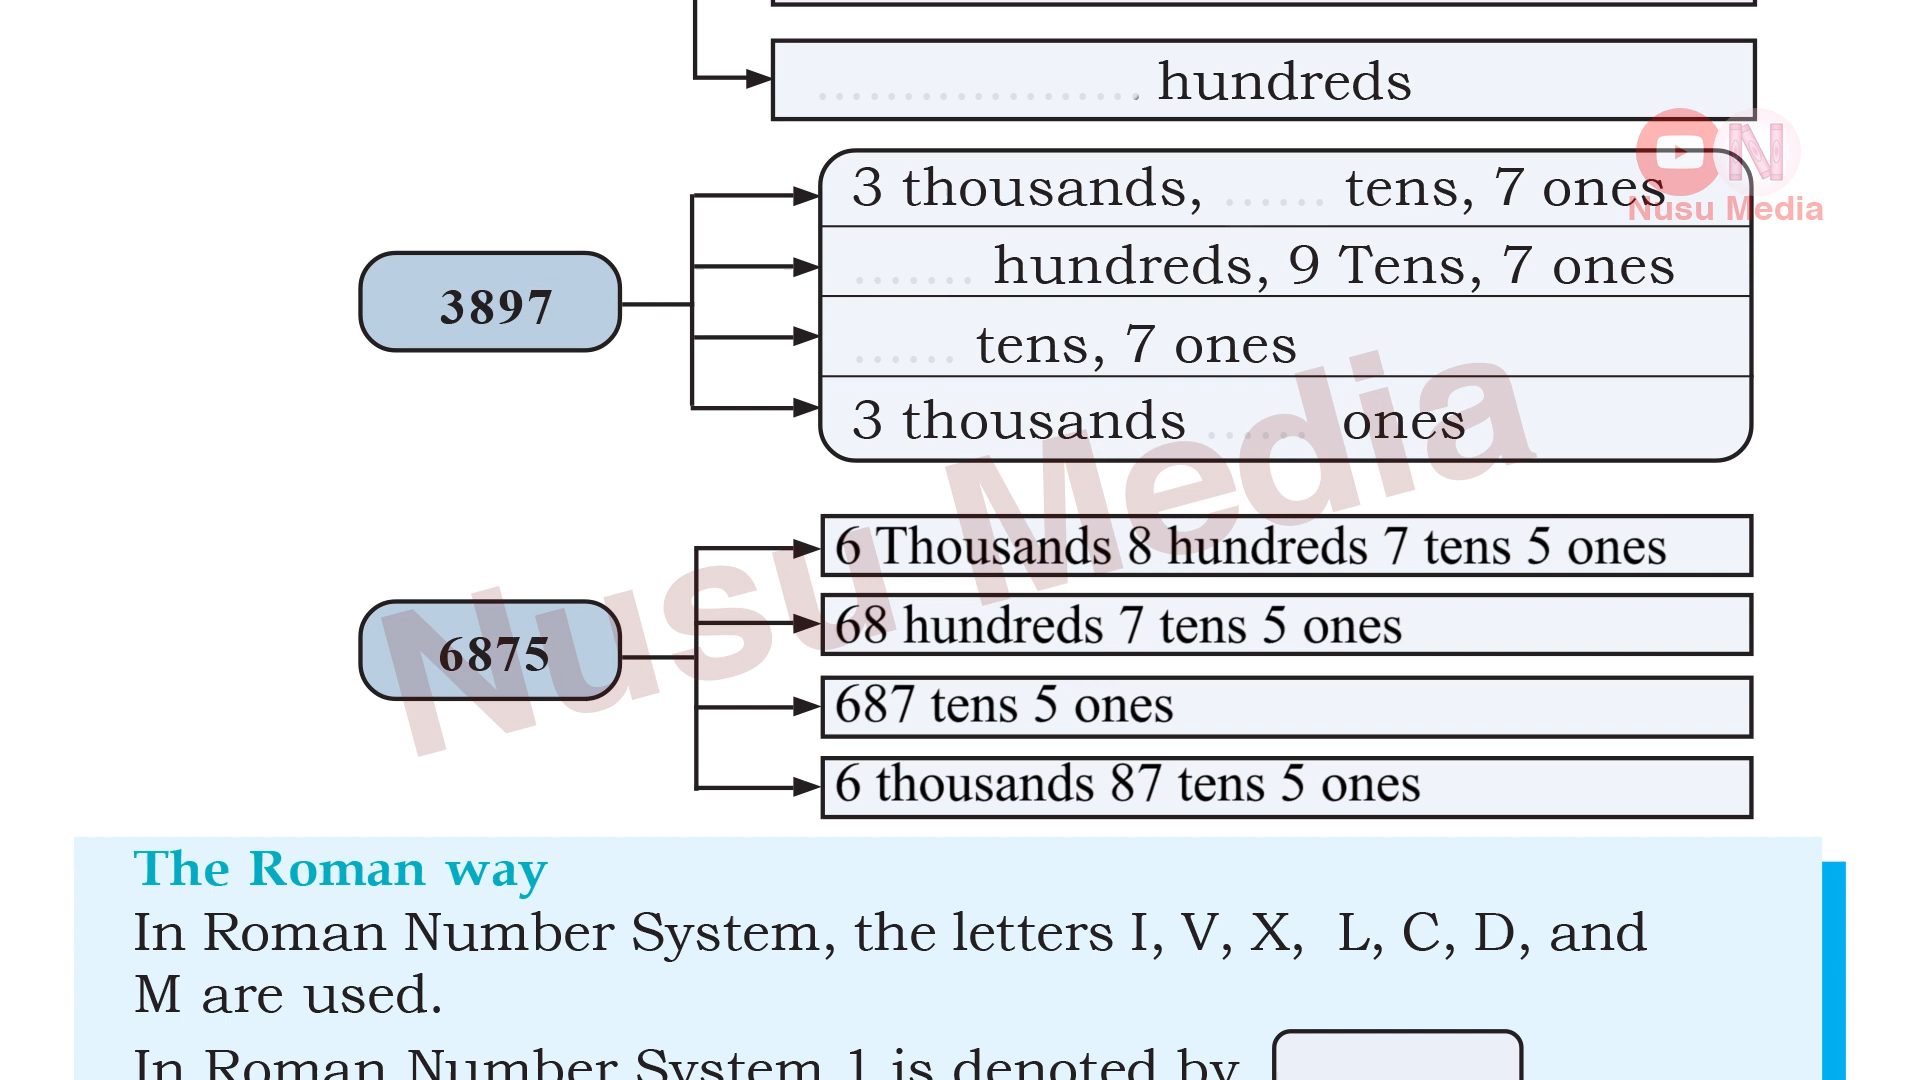 ................... hundreds
3 thousands, ...... tens, 7 ones
....... hundreds, 9 Tens, 7 ones
3897
...... tens, 7 ones
3 thousands ...... ones
6 Thousands 8 hundreds 7 tens 5 ones
68 hundreds 7 tens 5 ones
6875
687 tens 5 ones
6 thousands 87 tens 5 ones
The Roman way
In Roman Number System, the letters I, V, X, L, C, D, and
M are used.
In Roman Number System 1 is denoted by
N
Nusu Media
Nusu Media